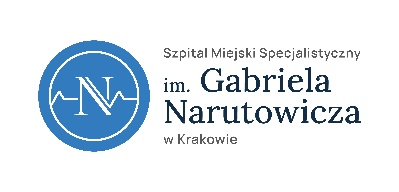 N
Szpital Miejski Specjalistyczny
im. Gabriela
Narutowicza
w Krakowie